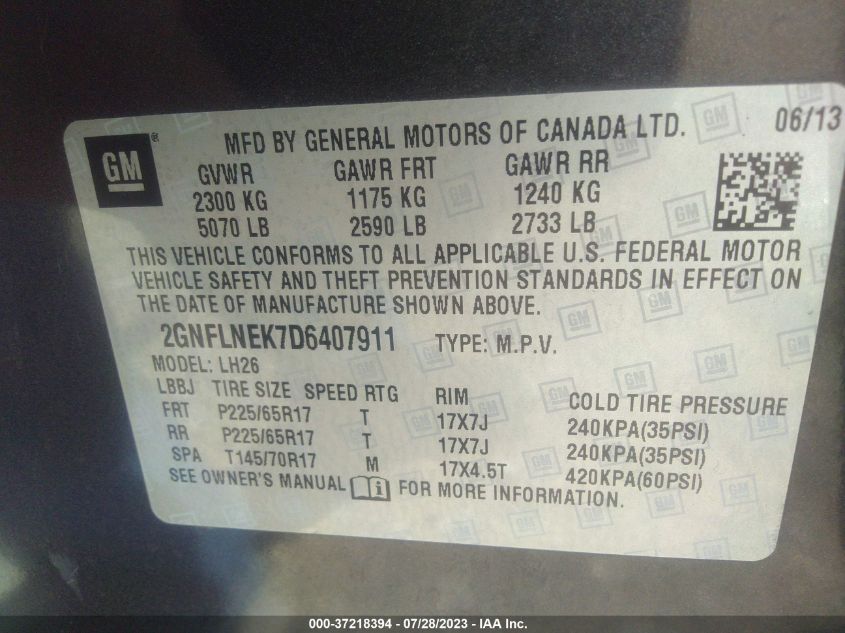 GM ® MFD BY GENERAL MOTORS OF CANADA LTD. 06/13
GVWR GAWR FRT GAWR RR
2300 KG 1175 KG 1240 KG
5070 LB 2590 LB 2733 LB
THIS VEHICLE CONFORMS TO ALL APPLICABLE U.S. FEDERAL MOTOR
VEHICLE SAFETY AND THEFT PREVENTION STANDARDS IN EFFECT ON
THE DATE OF MANUFACTURE SHOWN ABOVE.
2GNFLNEK7D6407911 TYPE: M.P.V.
MODEL: LH26
LBBJ TIRE SIZE SPEED RTG RIM COLD TIRE PRESSURE
FRT P225/65R17 T 17X7J 240KPA(35PSI)
RR P225/65R17 T 17X7J 240KPA(35PSI)
SPA T145/70R17 M 17X4.5T 420KPA(60PSI)
SEE OWNER'S MANUAL FOR MORE INFORMATION.
000-37218394 - 07/28/2023 - IAA Inc.